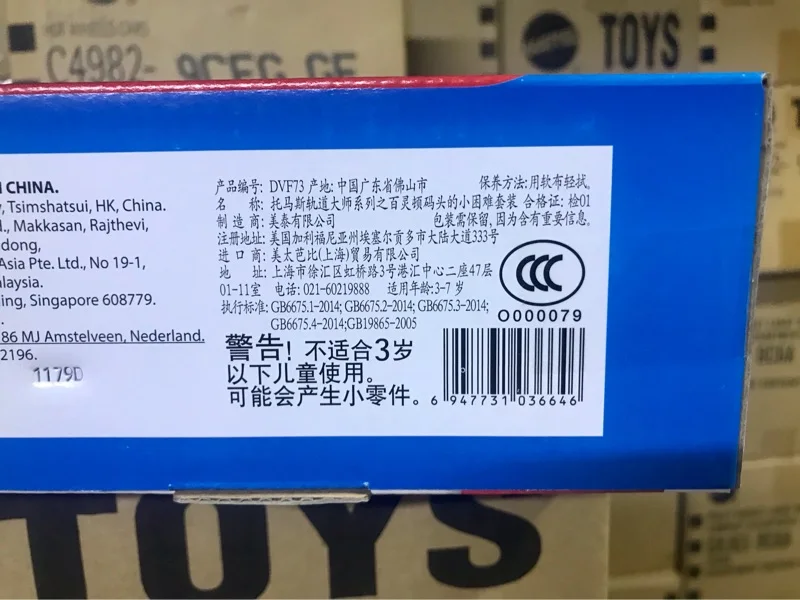 C4982-
TOYS
CHINA.
Tsimshatsui, HK, China.
Makkasan, Rajthevi,
Asia Pte. Ltd., No 19-1,
Singapore 608779.
86 MJ Amstelveen, Nederland.
2196.
1179D
产品编号: DVF73 产地: 中国广东省佛山市 保养方法: 用软布轻拭。
名 称: 托马斯轨道大师系列之百灵顿码头的小困难套装 合格证: 检01
制 造 商: 美泰有限公司 包装需保留, 因为含有重要信息。
注册地址: 美国加利福尼亚州埃塞尔贡多市大陆大道333号
进 口 商: 美太芭比(上海)贸易有限公司
地 址: 上海市徐汇区虹桥路3号港汇中心二座47层
01-11室 电话: 021-60219888 适用年龄:3-7 岁
执行标准: GB6675.1-2014; GB6675.2-2014; GB6675.3-2014;
GB6675.4-2014;GB19865-2005
CCC
O000079
警告! 不适合3岁
以下儿童使用。
可能会产生小零件。
6 947731 036646
TOYS